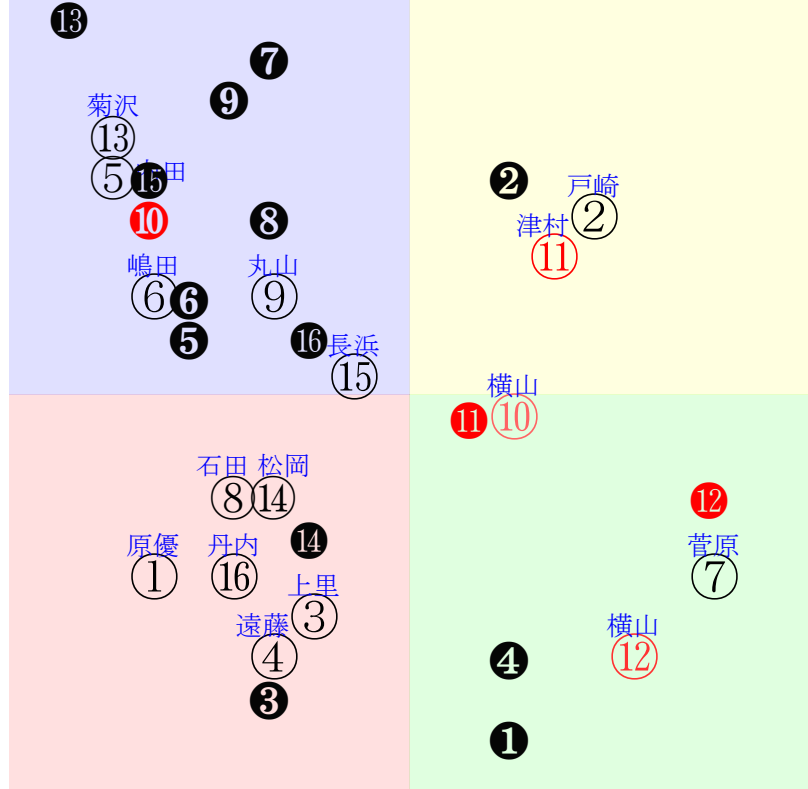 ⓭
❼
❾
菊沢
⑬
⑤ ⓯ 田
❷ 戸崎
②
❿
❽
津村
⑪
嶋田
⑥ ❻
丸山
⑨
❺
⓰ 長浜
⑮
横山
⓫ ⑩
石田 松岡
⑧ ⑭
⓬
⓮
原優 丹内
① ⑯
菅原
⑦
上里
③
遠藤
④
横山
⑫
❹
❸
❶